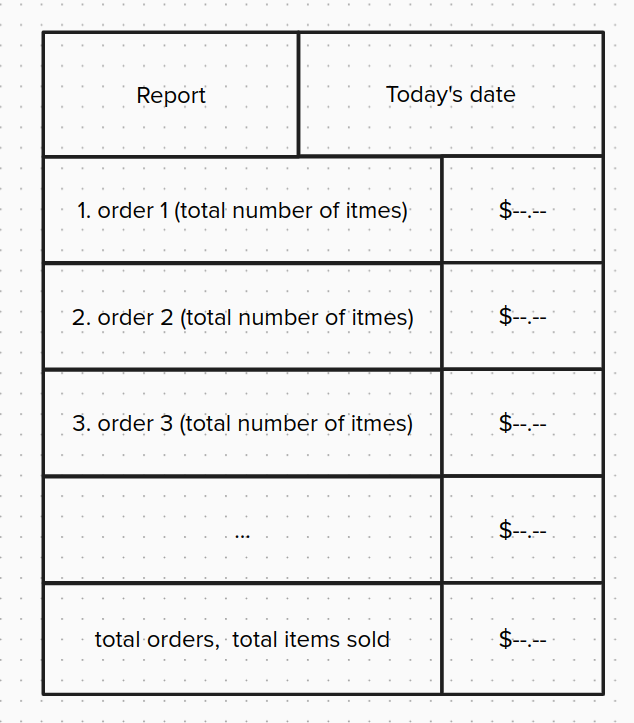 Report
Today's date
1. order 1 (total number of itmes)
$--.--
2. order 2 (total number of itmes)
$--.--
3. order 3 (total number of itmes)
$--.--
...
$--.--
total orders,  total items sold
$--.--